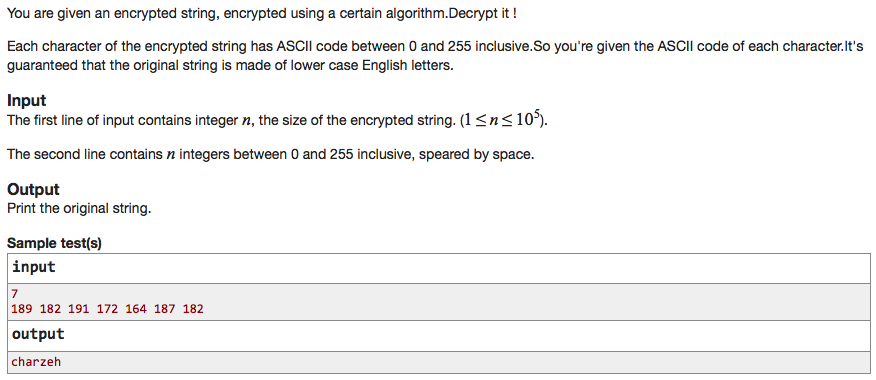 You are given an encrypted string, encrypted using a certain algorithm.Decrypt it !
Each character of the encrypted string has ASCII code between 0 and 255 inclusive.So you're given the ASCII code of each character.It's
guaranteed that the original string is made of lower case English letters.
Input
The first line of input contains integer n, the size of the encrypted string. (1 ≤ n ≤ 10⁵).
The second line contains n integers between 0 and 255 inclusive, speared by space.
Output
Print the original string.
Sample test(s)
input
7
189 182 191 172 164 187 182
output
charzeh